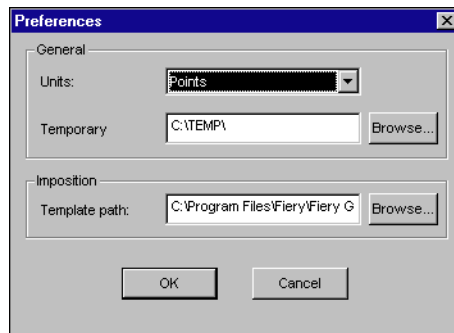 Preferences
General
Units: Points
Temporary C:\TEMP\ Browse...
Imposition
Template path: C:\Program Files\Fiery\Fiery G Browse...
OK Cancel